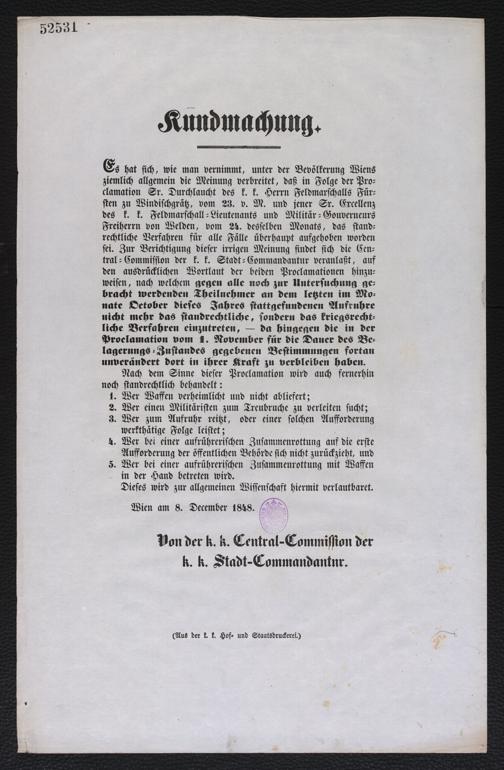 52531
Kundmachung.
Es hat sich, wie man vernimmt, unter der Bevölkerung Wiens
ziemlich allgemein die Meinung verbreitet, daß in Folge der Pro-
clamation Sr. Durchlaucht des k. k. Herrn Feldmarschalls Für-
sten zu Windischgrätz, vom 23. v. M. und jener Sr. Excellenz
des k. k. Feldmarschall-Lieutenants und Militär-Gouverneurs
Freiherrn von Welden, vom 24. desselben Monats, das stand-
rechtliche Verfahren für alle Fälle überhaupt aufgehoben worden
sei. Zur Berichtigung dieser irrigen Meinung findet sich die Cen-
tral-Commission der k. k. Stadt-Commandantur veranlaßt, auf
den ausdrücklichen Wortlaut der beiden Proclamationen hinzu-
weisen, nach welchem gegen alle noch zur Untersuchung ge-
bracht werdenden Theilnehmer an dem letzten im Mo-
nate October dieses Jahres stattgefundenen Aufruhre
nicht mehr das standrechtliche, sondern das kriegsrecht-
liche Verfahren einzutreten, — da hingegen die in der
Proclamation vom 1. November für die Dauer des Be-
lagerungs-Zustandes gegebenen Bestimmungen fortan
unverändert dort in ihrer Kraft zu verbleiben haben.
Nach dem Sinne dieser Proclamation wird auch fernerhin
noch standrechtlich behandelt:
1. Wer Waffen verheimlicht und nicht abliefert;
2. Wer einen Militäristen zum Treubruche zu verleiten sucht;
3. Wer zum Aufruhr reitzt, oder einer solchen Aufforderung
werkthätige Folge leistet;
4. Wer bei einer aufrührerischen Zusammenrottung auf die erste
Aufforderung der öffentlichen Behörde sich nicht zurückzieht, und
5. Wer bei einer aufrührerischen Zusammenrottung mit Waffen
in der Hand betreten wird.
Dieses wird zur allgemeinen Wissenschaft hiermit verlautbaret.
Wien am 8. December 1848.
Von der k. k. Central-Commission der
k. k. Stadt-Commandantur.
(Aus der k. k. Hof- und Staatsdruckerei.)